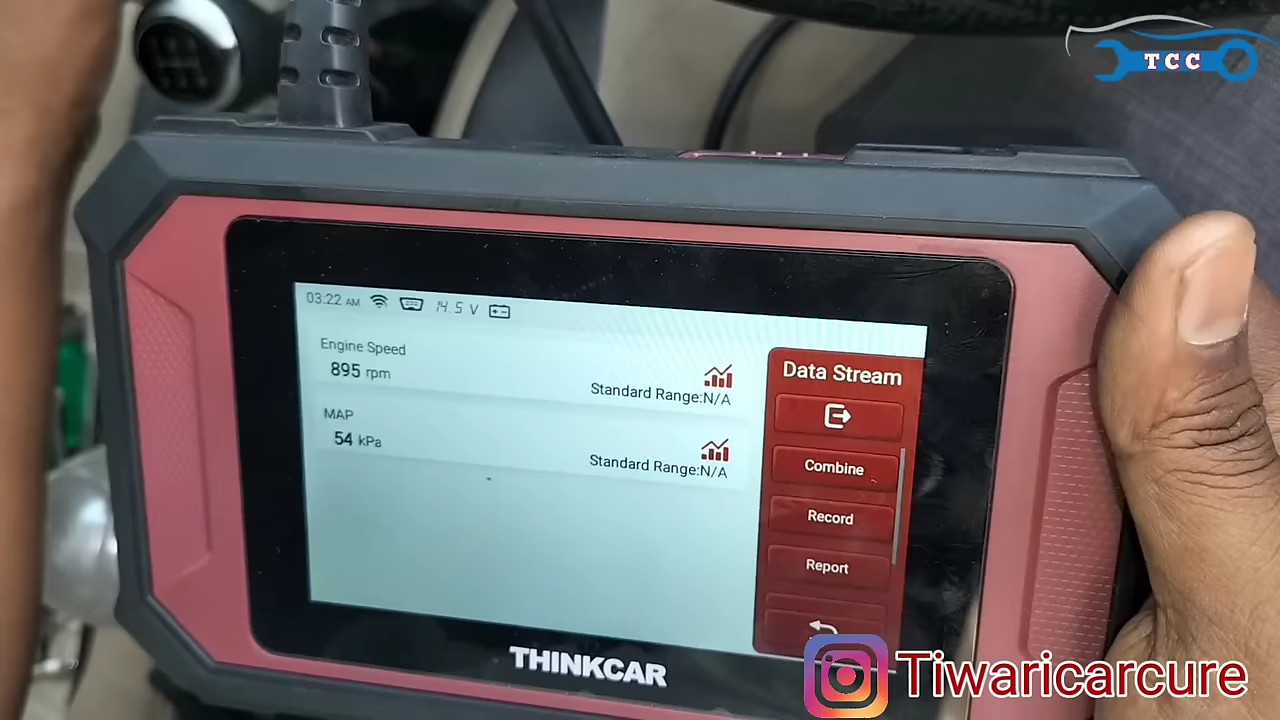 TCC
03:22 AM 14.5 V
Engine Speed
895 rpm
Standard Range:N/A
MAP
54 kPa
Standard Range:N/A
Data Stream
Combine
Record
Report
THINKCAR
Tiwaricarcure